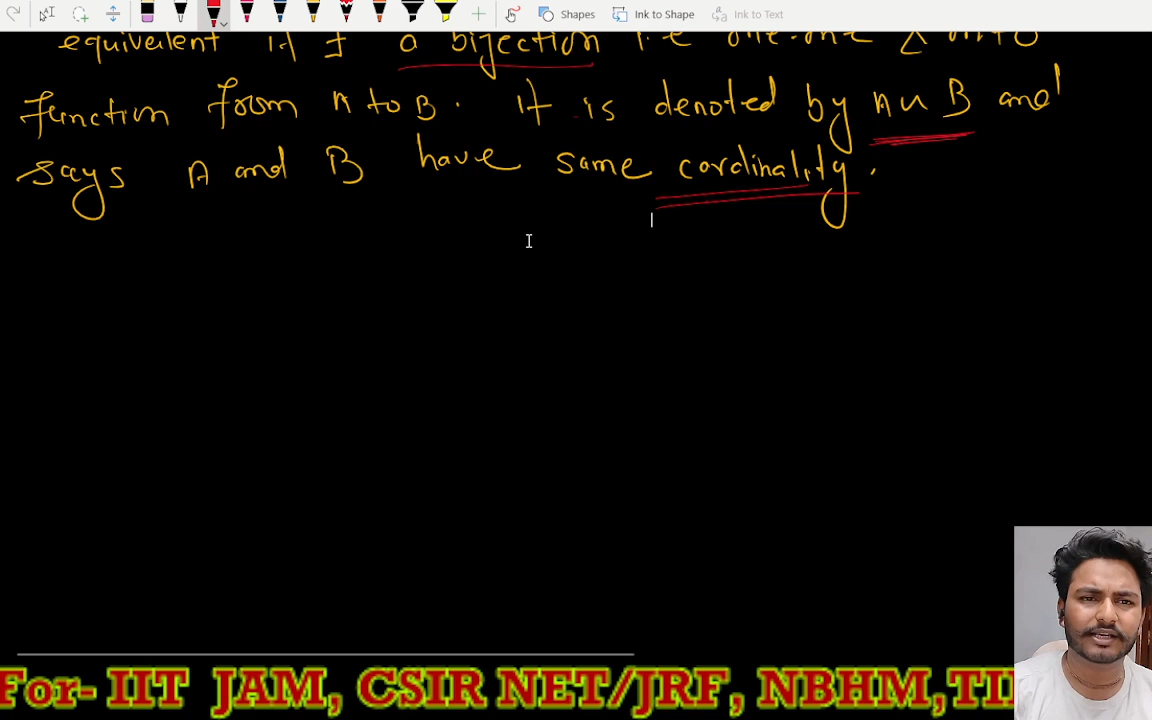 Shapes Ink to Shape Ink to Text
equivalent if ∃ a bijection i.e one-one & onto
function from A to B. It is denoted by A ~ B and
says A and B have same cordinality.
For- IIT JAM, CSIR NET/JRF, NBHM,TI